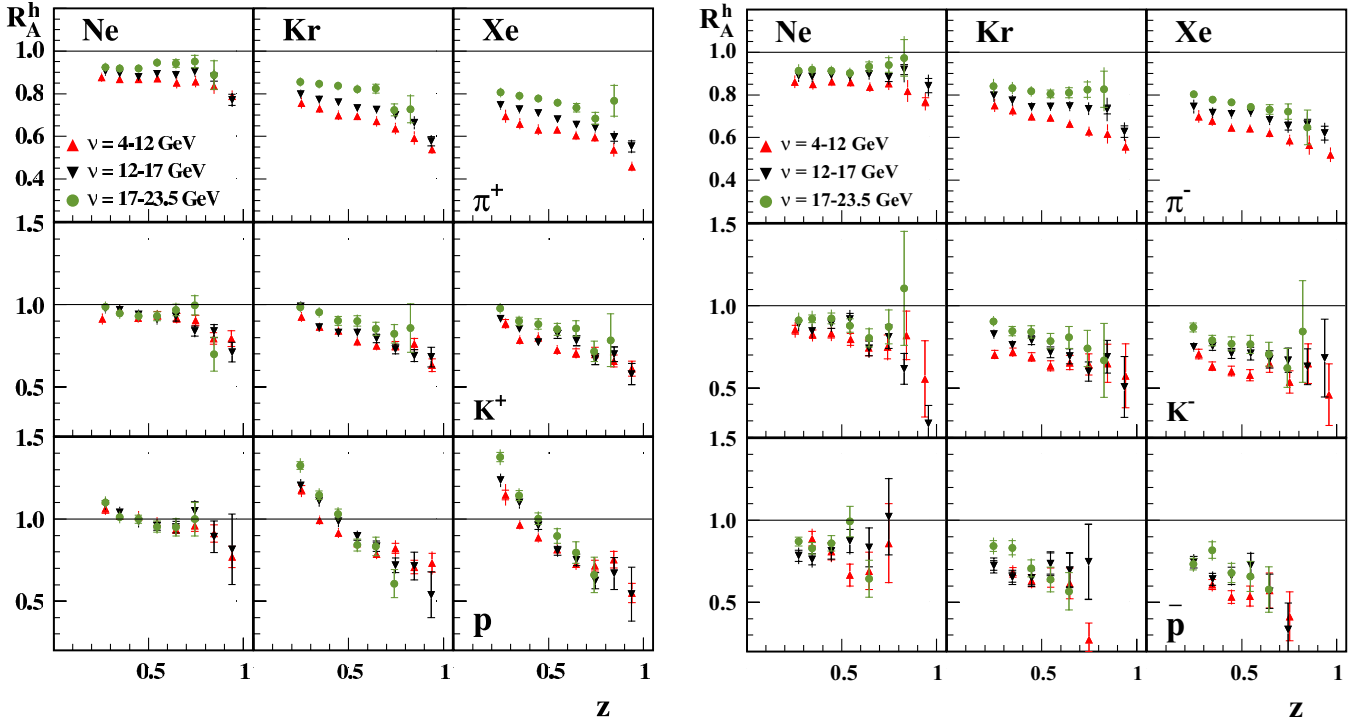 R_A^h
Ne
Kr
Xe
1.0
0.8
0.6
0.4
ν = 4-12 GeV
ν = 12-17 GeV
ν = 17-23.5 GeV
π+
1.5
1.0
0.5
K+
1.5
1.0
0.5
p
0.5
1
0.5
1
0.5
1
z
R_A^h
Ne
Kr
Xe
1.0
0.8
0.6
0.4
ν = 4-12 GeV
ν = 12-17 GeV
ν = 17-23.5 GeV
π-
1.5
1.0
0.5
K-
1.5
1.0
0.5
p̄
0.5
1
0.5
1
0.5
1
z